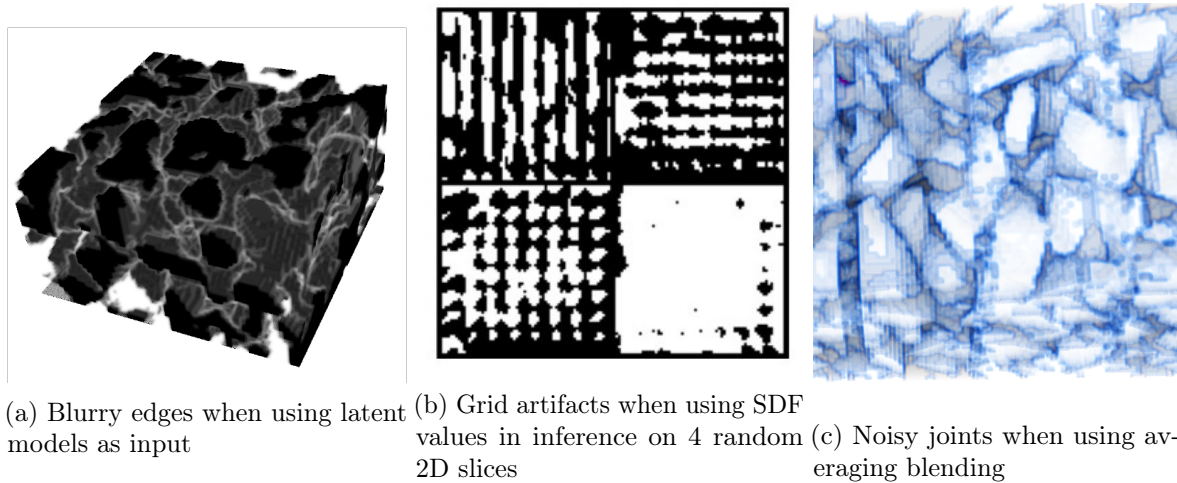 (a) Blurry edges when using latent
models as input
(b) Grid artifacts when using SDF
values in inference on 4 random
2D slices
(c) Noisy joints when using av-
eraging blending